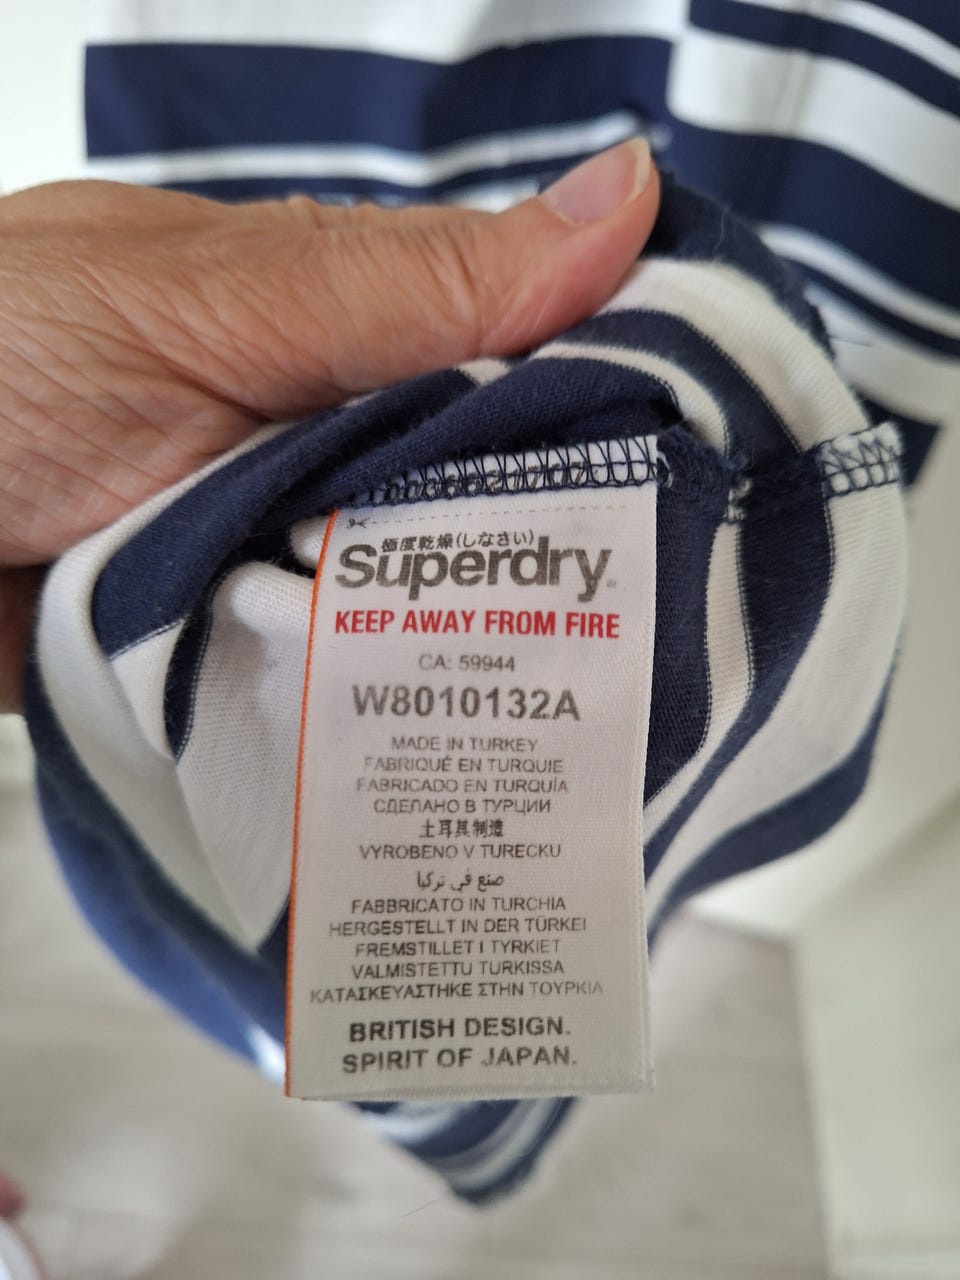 極度乾燥(しなさい)
Superdry®
KEEP AWAY FROM FIRE
CA: 59944
W8010132A
MADE IN TURKEY
FABRIQUÉ EN TURQUIE
FABRICADO EN TURQUÍA
СДЕЛАНО В ТУРЦИИ
土耳其制造
VYROBENO V TURECKU
صنع في تركيا
FABBRICATO IN TURCHIA
HERGESTELLT IN DER TÜRKEI
FREMSTILLET I TYRKIET
VALMISTETTU TURKISSA
ΚΑΤΑΣΚΕΥΑΣΤΗΚΕ ΣΤΗΝ ΤΟΥΡΚΙΑ
BRITISH DESIGN.
SPIRIT OF JAPAN.